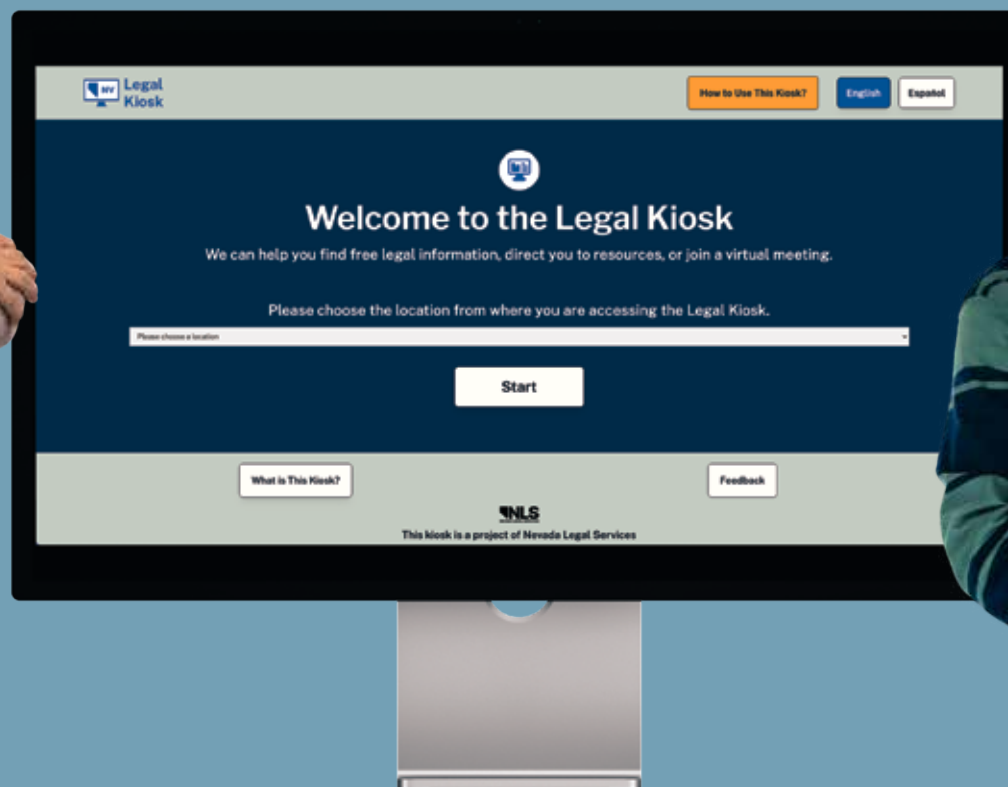 NV Legal
Kiosk
How to Use This Kiosk?
English
Español
Welcome to the Legal Kiosk
We can help you find free legal information, direct you to resources, or join a virtual meeting.
Please choose the location from where you are accessing the Legal Kiosk.
Please choose a location
Start
What is This Kiosk?
Feedback
NLS
This kiosk is a project of Nevada Legal Services